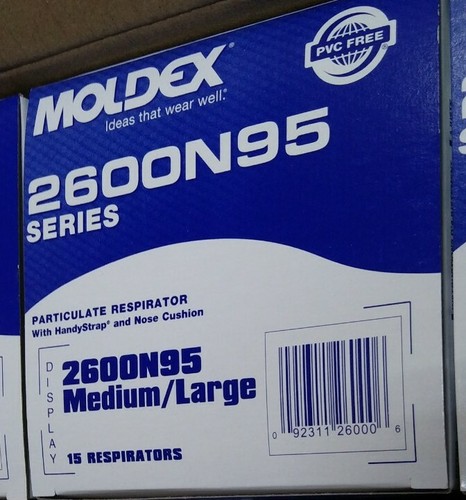 MOLDEX®
Ideas that wear well.®
PVC FREE
®
2600N95
SERIES
PARTICULATE RESPIRATOR
With HandyStrap® and Nose Cushion
DISPLAY
2600N95
Medium/Large
15 RESPIRATORS
0 92311 26000 6